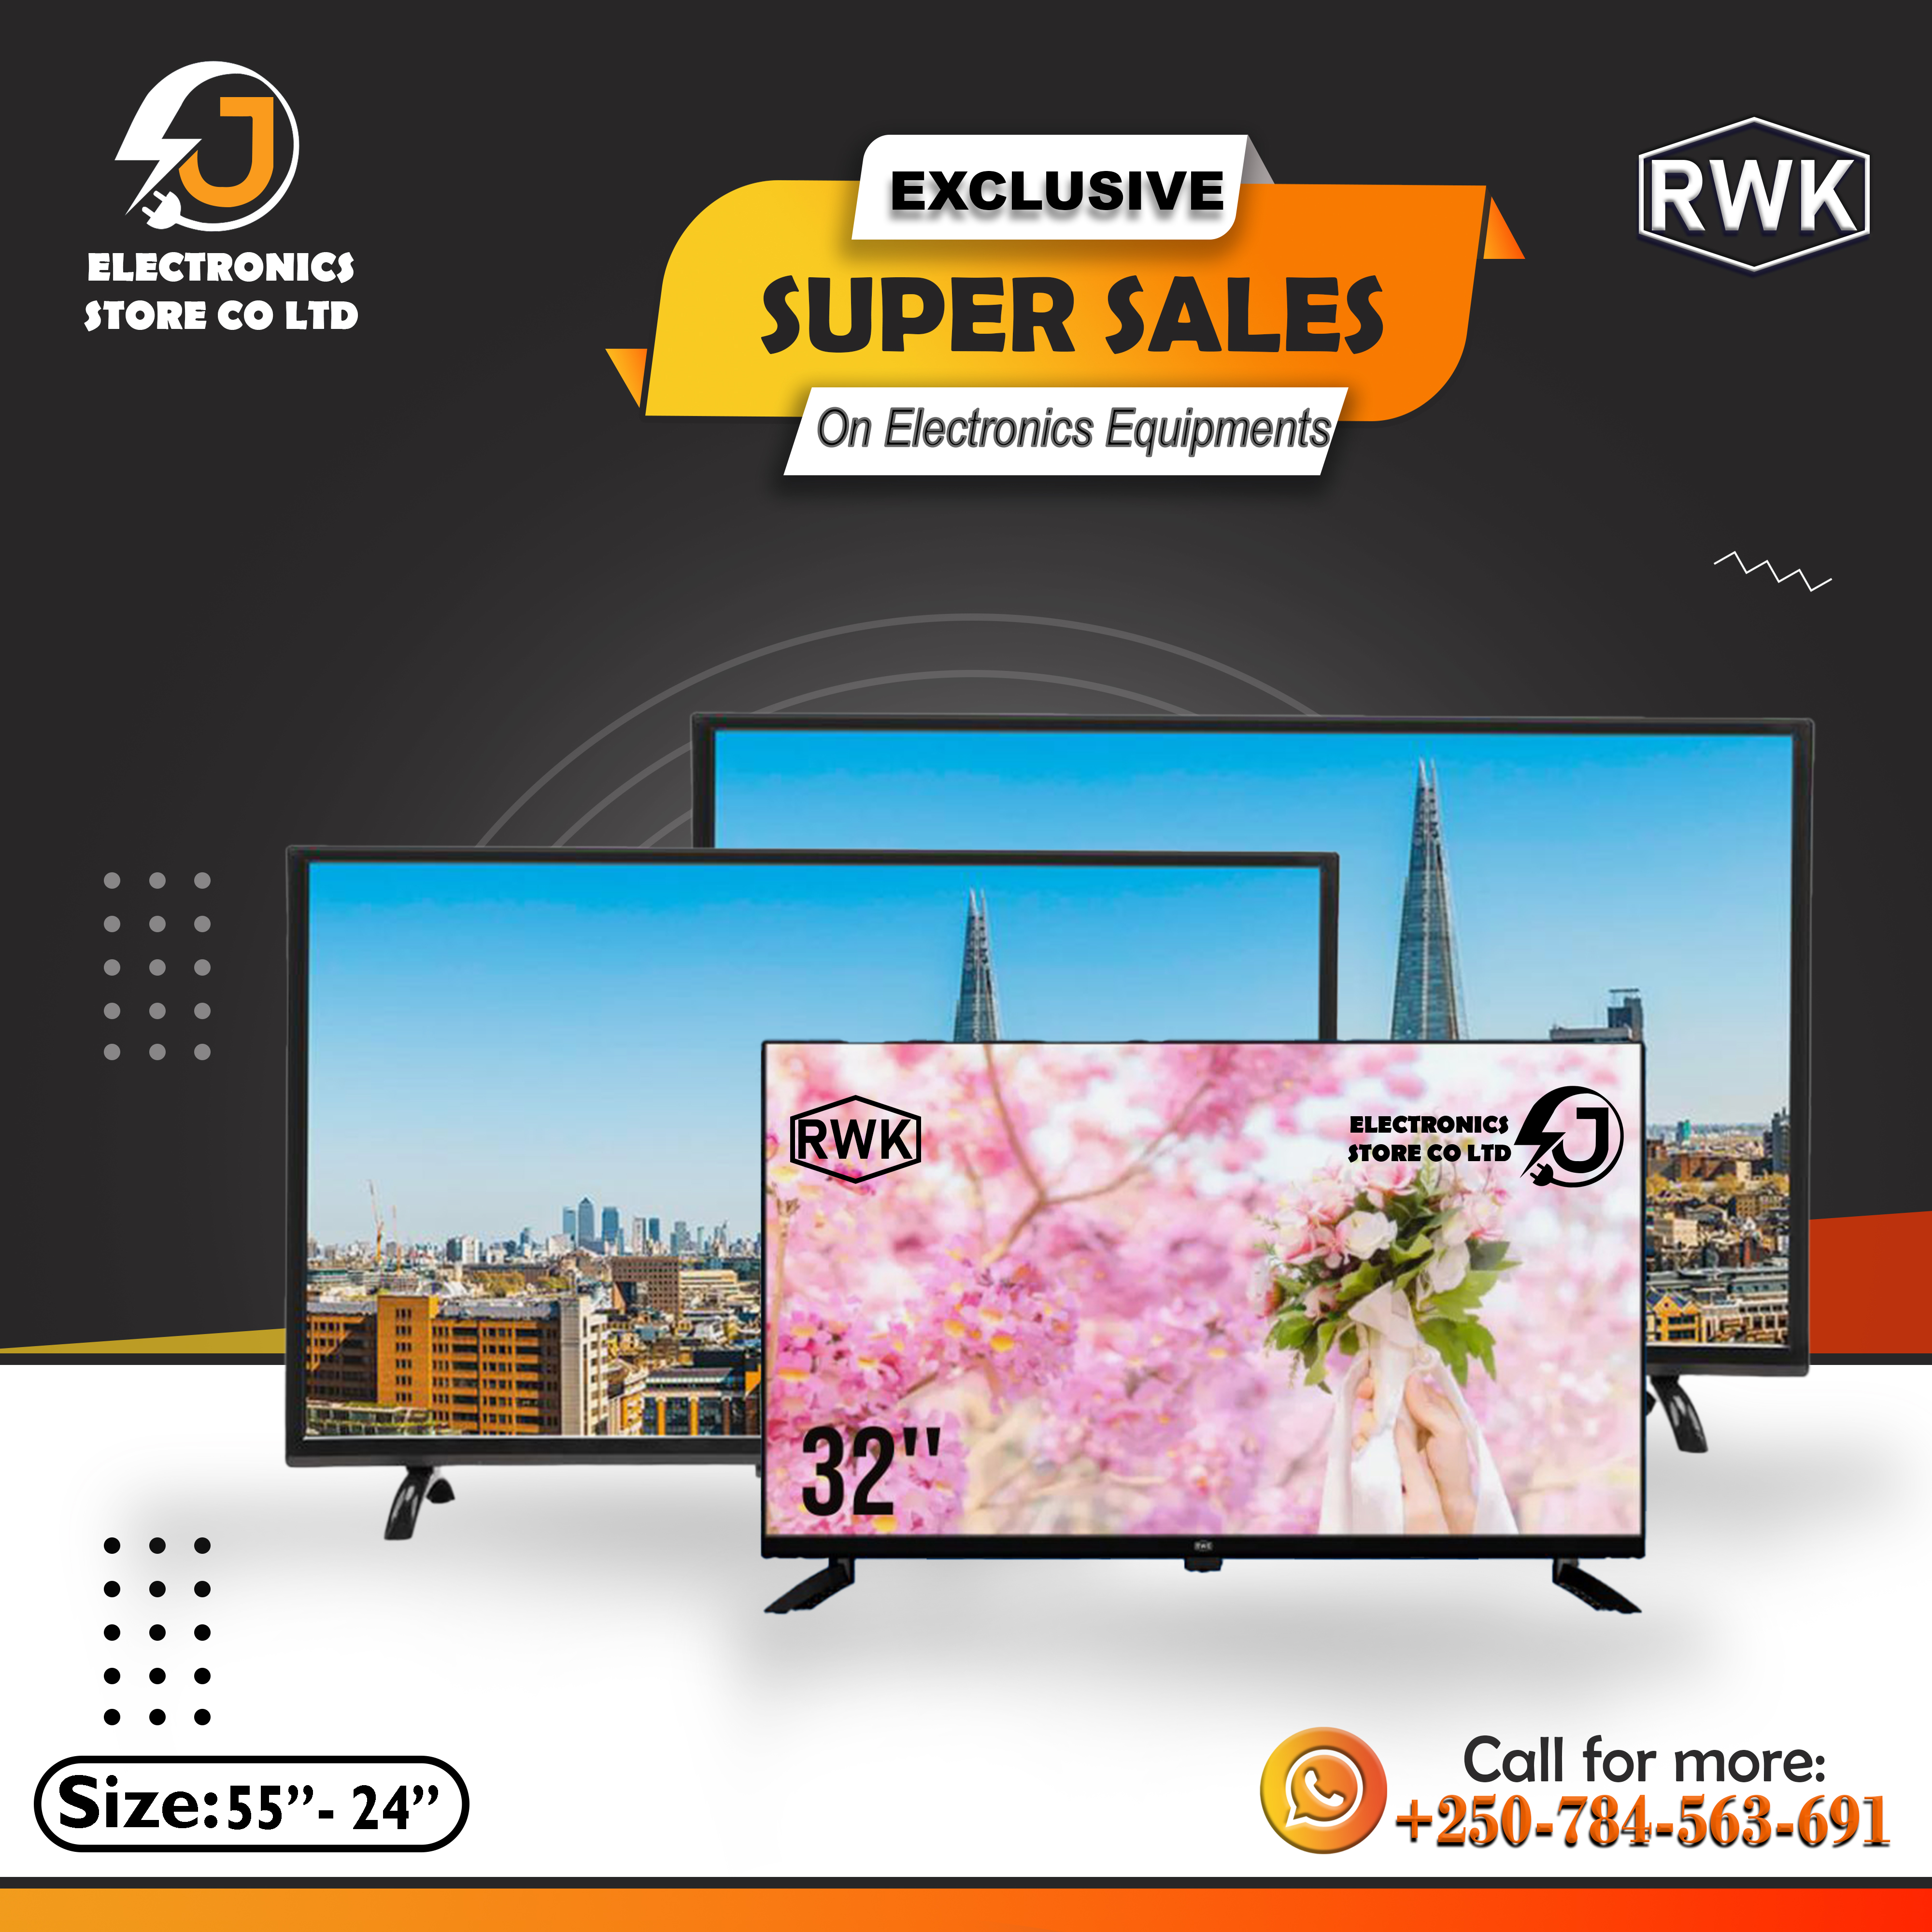 J
ELECTRONICS
STORE CO LTD
EXCLUSIVE
SUPER SALES
On Electronics Equipments
RWK
RWK
ELECTRONICS
STORE CO LTD
J
32''
RWK
Size:55’’- 24’’
Call for more:
+250-784-563-691